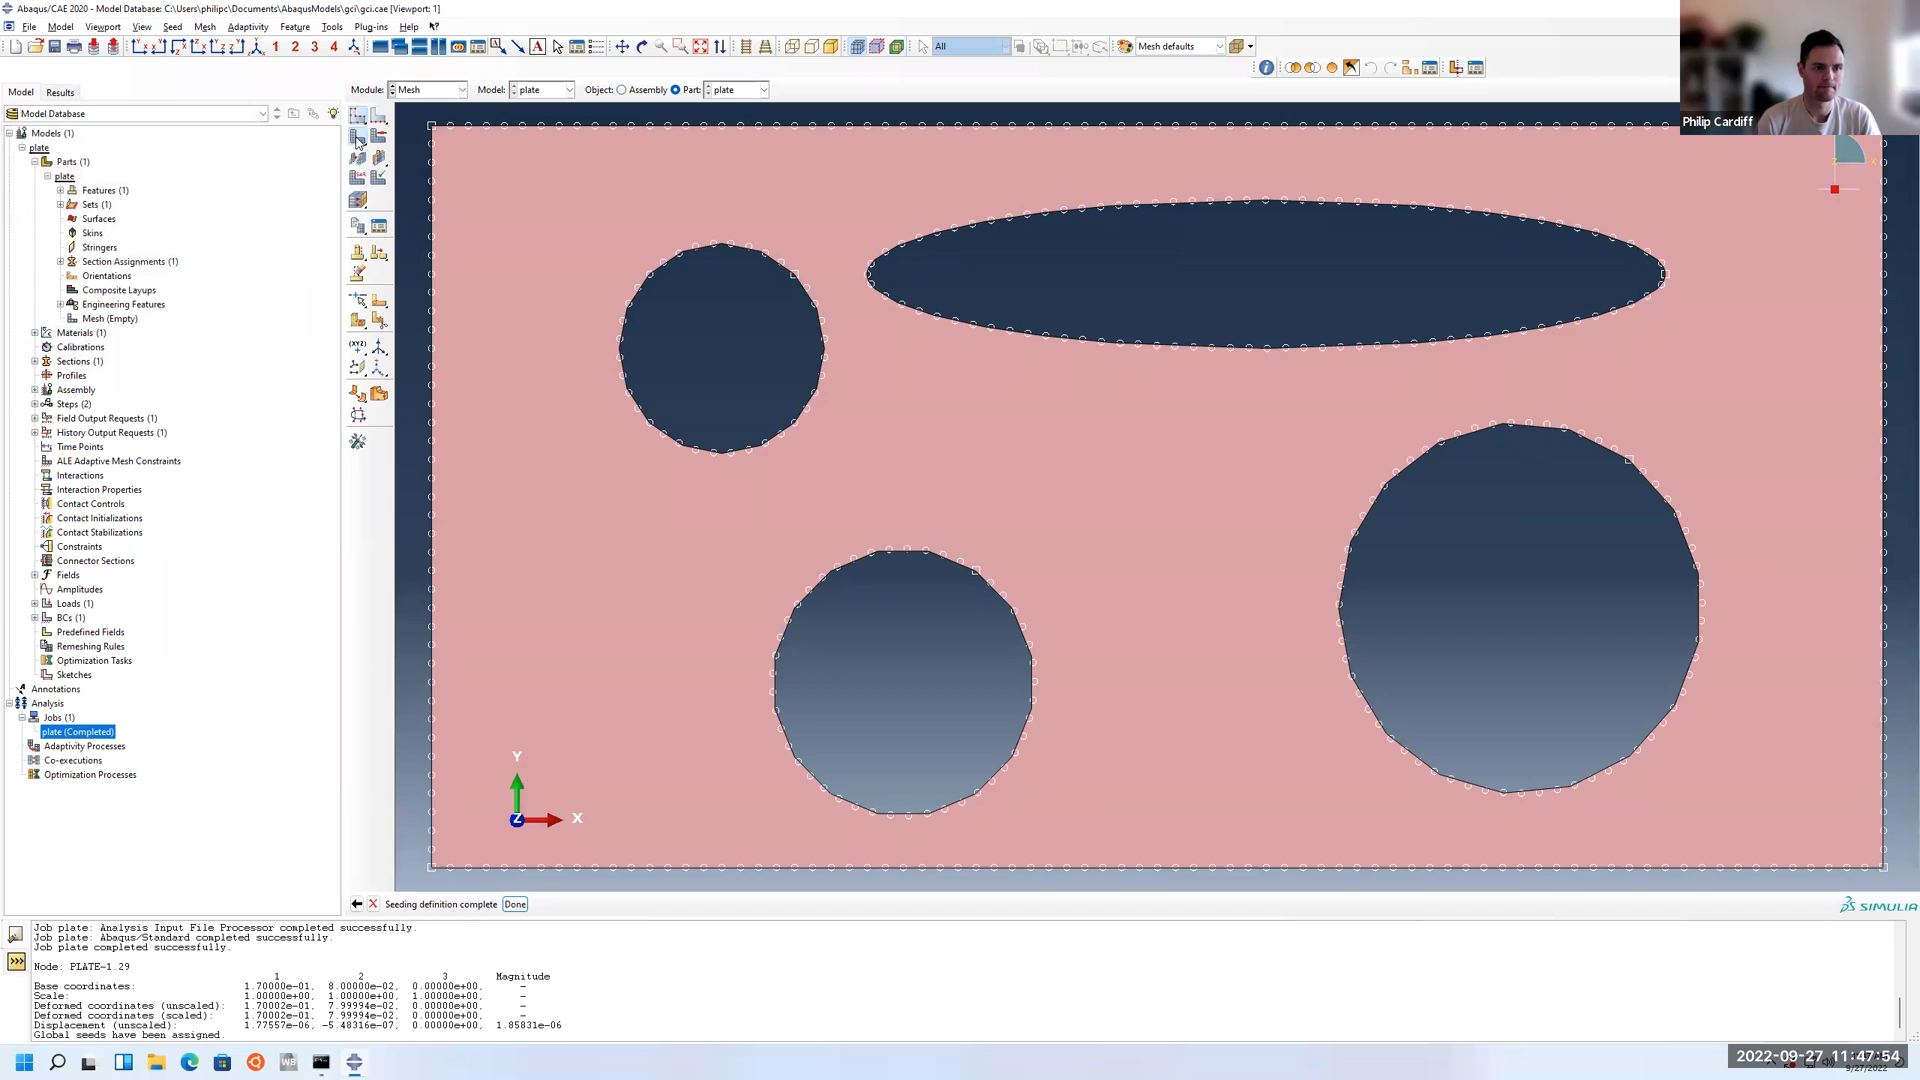 Abaqus/CAE 2020 - Model Database: C:\Users\philipc\Documents\AbaqusModels\gci\gci.cae [Viewport: 1]
File Model Viewport View Seed Mesh Adaptivity Feature Tools Plug-ins Help
1 2 3 4 A All Mesh defaults
Model Results Module: Mesh Model: plate Object: Assembly Part: plate
Philip Cardiff
Model Database
Models (1)
plate
Parts (1)
plate
Features (1)
Sets (1)
Surfaces
Skins
Stringers
Section Assignments (1)
Orientations
Composite Layups
Engineering Features
Mesh (Empty)
Materials (1)
Calibrations
Sections (1)
Profiles
Assembly
Steps (2)
Field Output Requests (1)
History Output Requests (1)
Time Points
ALE Adaptive Mesh Constraints
Interactions
Interaction Properties
Contact Controls
Contact Initializations
Contact Stabilizations
Constraints
Connector Sections
Fields
Amplitudes
Loads (1)
BCs (1)
Predefined Fields
Remeshing Rules
Optimization Tasks
Sketches
Annotations
Analysis
Jobs (1)
plate (Completed)
Adaptivity Processes
Co-executions
Optimization Processes
(XYZ)
Y
Z X
Seeding definition complete Done
SIMULIA
Job plate: Analysis Input File Processor completed successfully.
Job plate: Abaqus/Standard completed successfully.
Job plate completed successfully.
Node: PLATE-1.29
1 2 3 Magnitude
Base coordinates: 1.70000e-01, 8.00000e-02, 0.00000e+00, -
Scale: 1.00000e+00, 1.00000e+00, 1.00000e+00, -
Deformed coordinates (unscaled): 1.70002e-01, 7.99994e-02, 0.00000e+00, -
Deformed coordinates (scaled): 1.70002e-01, 7.99994e-02, 0.00000e+00, -
Displacement (unscaled): 1.77557e-06, -5.48316e-07, 0.00000e+00, 1.85831e-06
Global seeds have been assigned.
>>>
2022-09-27 11:47:54
9/27/2022